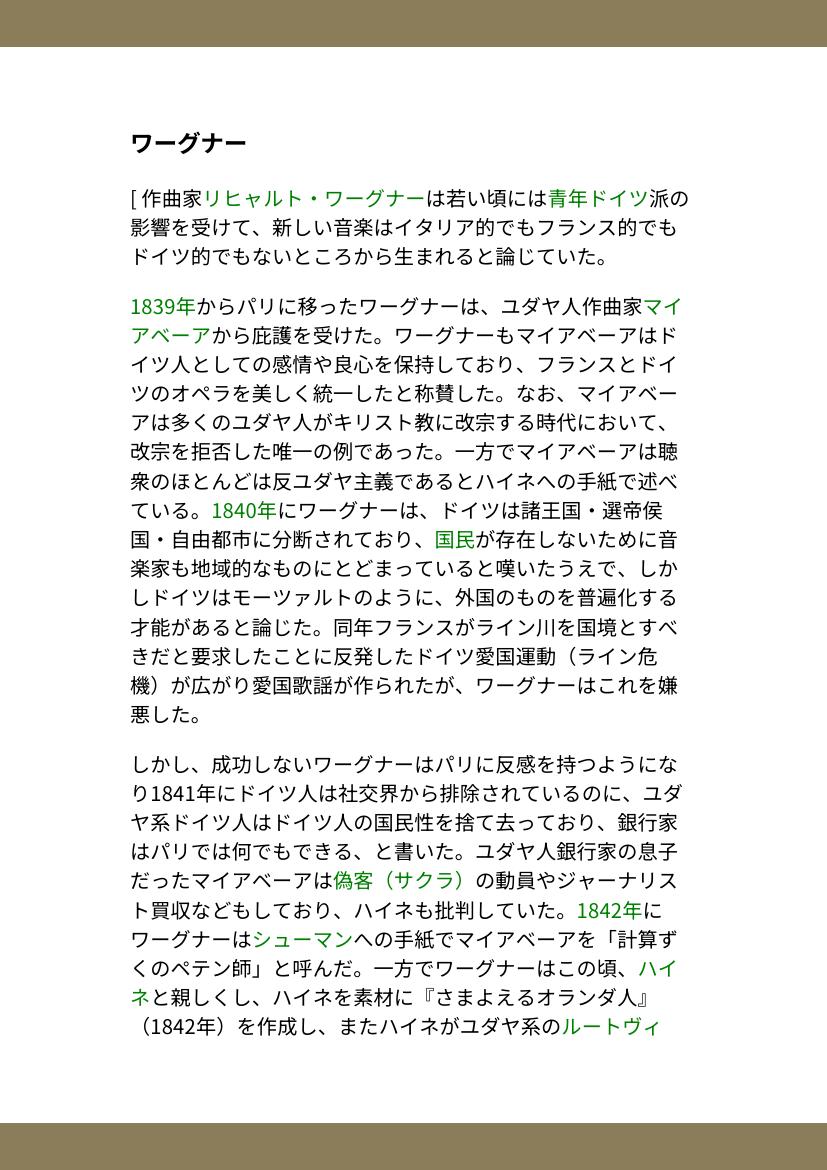 ワーグナー
[ 作曲家リヒャルト・ワーグナーは若い頃には青年ドイツ派の
影響を受けて、新しい音楽はイタリア的でもフランス的でも
ドイツ的でもないところから生まれると論じていた。
1839年からパリに移ったワーグナーは、ユダヤ人作曲家マイ
アベーアから庇護を受けた。ワーグナーもマイアベーアはド
イツ人としての感情や良心を保持しており、フランスとドイ
ツのオペラを美しく統一したと称賛した。なお、マイアベー
アは多くのユダヤ人がキリスト教に改宗する時代において、
改宗を拒否した唯一の例であった。一方でマイアベーアは聴
衆のほとんどは反ユダヤ主義であるとハイネへの手紙で述べ
ている。1840年にワーグナーは、ドイツは諸王国・選帝侯
国・自由都市に分断されており、国民が存在しないために音
楽家も地域的なものにとどまっていると嘆いたうえで、しか
しドイツはモーツァルトのように、外国のものを普遍化する
才能があると論じた。同年フランスがライン川を国境とすべ
きだと要求したことに反発したドイツ愛国運動（ライン危
機）が広がり愛国歌謡が作られたが、ワーグナーはこれを嫌
悪した。
しかし、成功しないワーグナーはパリに反感を持つようにな
り1841年にドイツ人は社交界から排除されているのに、ユダ
ヤ系ドイツ人はドイツ人の国民性を捨て去っており、銀行家
はパリでは何でもできる、と書いた。ユダヤ人銀行家の息子
だったマイアベーアは偽客（サクラ）の動員やジャーナリス
ト買収などもしており、ハイネも批判していた。1842年に
ワーグナーはシューマンへの手紙でマイアベーアを「計算ず
くのペテン師」と呼んだ。一方でワーグナーはこの頃、ハイ
ネと親しくし、ハイネを素材に『さまよえるオランダ人』
（1842年）を作成し、またハイネがユダヤ系のルートヴィ